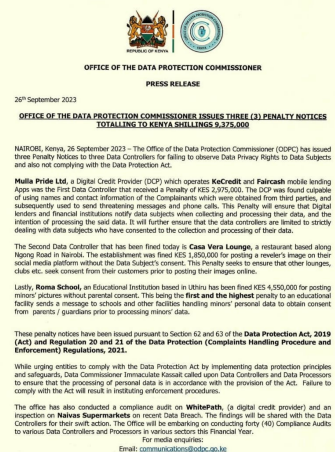 REPUBLIC OF KENYA
OFFICE OF THE DATA PROTECTION COMMISSIONER
PRESS RELEASE
26th September 2023
OFFICE OF THE DATA PROTECTION COMMISSIONER ISSUES THREE (3) PENALTY NOTICES
TOTALLING TO KENYA SHILLINGS 9,375,000
NAIROBI, Kenya, 26 September 2023 – The Office of the Data Protection Commissioner (ODPC) has issued
three Penalty Notices to three Data Controllers for failing to observe Data Privacy Rights to Data Subjects
and also not complying with the Data Protection Act.
Mulla Pride Ltd, a Digital Credit Provider (DCP) which operates KeCredit and Faircash mobile lending
Apps was the First Data Controller that received a Penalty of KES 2,975,000. The DCP was found culpable
of using names and contact information of the Complainants which were obtained from third parties, and
subsequently used to send threatening messages and phone calls. This Penalty will ensure that Digital
lenders and financial institutions notify data subjects when collecting and processing their data, and the
intention of processing the said data. It will further ensure that the data controllers are limited to strictly
dealing with data subjects who have consented to the collection and processing of their data.
The Second Data Controller that has been fined today is Casa Vera Lounge, a restaurant based along
Ngong Road in Nairobi. The establishment was fined KES 1,850,000 for posting a reveler's image on their
social media platform without the Data Subject's consent. This Penalty seeks to ensure that other lounges,
clubs etc. seek consent from their customers prior to posting their images online.
Lastly, Roma School, an Educational Institution based in Uthiru has been fined KES 4,550,000 for posting
minors' pictures without parental consent. This being the first and the highest penalty to an educational
facility sends a message to schools and other facilities handling minors' personal data to obtain consent
from parents / guardians prior to processing minors' data.
These penalty notices have been issued pursuant to Section 62 and 63 of the Data Protection Act, 2019
(Act) and Regulation 20 and 21 of the Data Protection (Complaints Handling Procedure and
Enforcement) Regulations, 2021.
While urging entities to comply with the Data Protection Act by implementing data protection principles
and safeguards, Data Commissioner Immaculate Kassait called upon Data Controllers and Data Processors
to ensure that the processing of personal data is in accordance with the provision of the Act. Failure to
comply with the Act will result in instituting enforcement procedures.
The office has also conducted a compliance audit on WhitePath, (a digital credit provider) and an
inspection on Naivas Supermarkets on recent Data Breach. The findings will be shared with the Data
Controllers for their swift action. The Office will be embarking on conducting forty (40) Compliance Audits
to various Data Controllers and Processors in various sectors this Financial Year.
For media enquiries:
Email: communications@odpc.go.ke